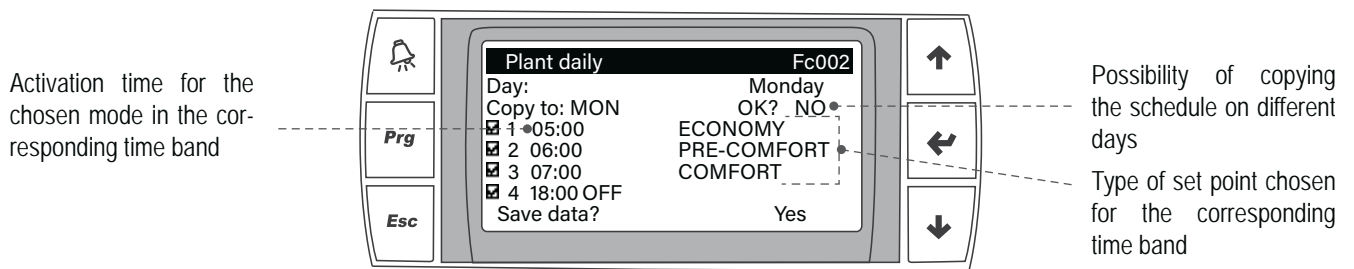 Activation time for the
chosen mode in the cor-
responding time band
Prg
Esc
Plant daily Fc002
Day: Monday
Copy to: MON OK? NO
1 05:00 ECONOMY
2 06:00 PRE-COMFORT
3 07:00 COMFORT
4 18:00 OFF
Save data? Yes
Possibility of copying
the schedule on different
days
Type of set point chosen
for the corresponding
time band